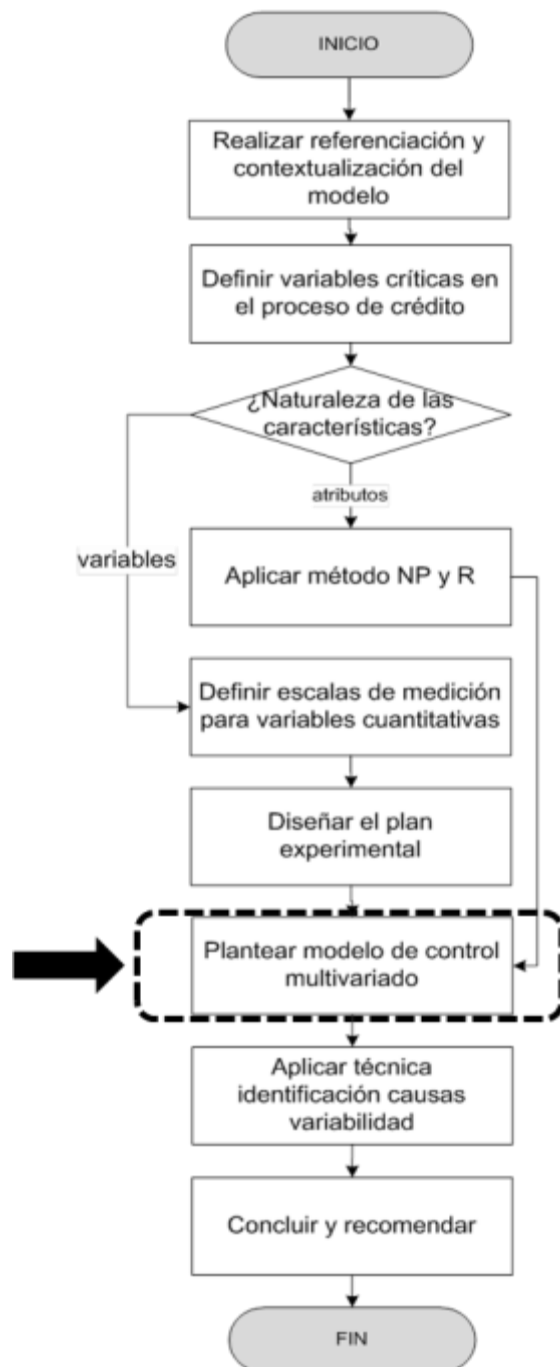 INICIO
Realizar referenciación y
contextualización del
modelo
Definir variables críticas en
el proceso de crédito
¿Naturaleza de las
características?
atributos
variables
Aplicar método NP y R
Definir escalas de medición
para variables cuantitativas
Diseñar el plan
experimental
Plantear modelo de control
multivariado
Aplicar técnica
identificación causas
variabilidad
Concluir y recomendar
FIN